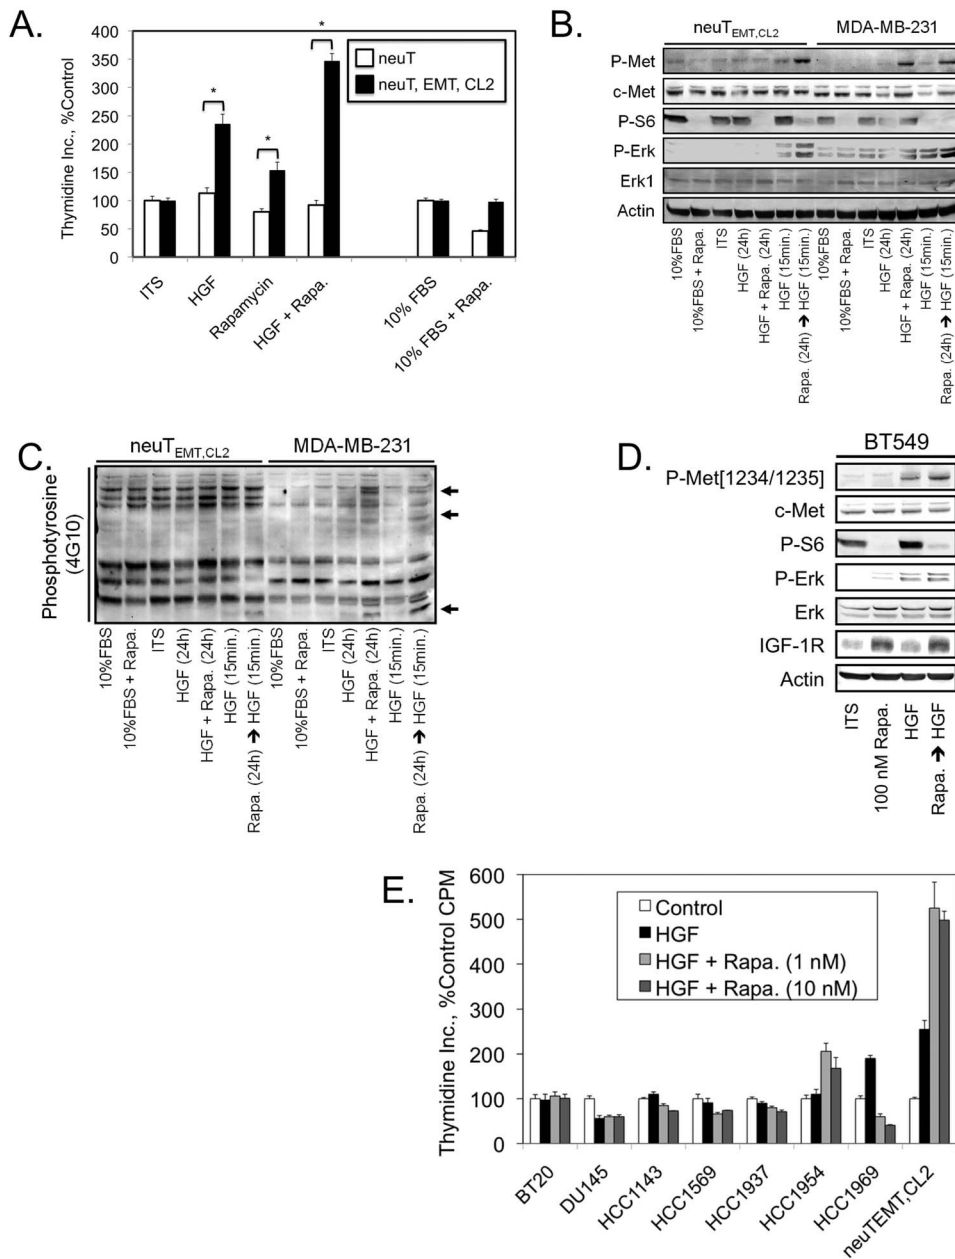 A.
Thymidine Inc., %Control
400
350
300
250
200
150
100
50
0
*
*
*
neuT
neuT, EMT, CL2
ITS
HGF
Rapamycin
HGF + Rapa.
10% FBS
10% FBS + Rapa.
B.
neuT EMT,CL2 MDA-MB-231
P-Met
c-Met
P-S6
P-Erk
Erk1
Actin
10%FBS
10%FBS + Rapa.
ITS
HGF (24h)
HGF + Rapa. (24h)
HGF (15min.)
Rapa. (24h) → HGF (15min.)
10%FBS
10%FBS + Rapa.
ITS
HGF (24h)
HGF + Rapa. (24h)
HGF (15min.)
Rapa. (24h) → HGF (15min.)
C.
neuT EMT,CL2 MDA-MB-231
Phosphotyrosine
(4G10)
10%FBS
10%FBS + Rapa.
ITS
HGF (24h)
HGF + Rapa. (24h)
HGF (15min.)
Rapa. (24h) → HGF (15min.)
10%FBS
10%FBS + Rapa.
ITS
HGF (24h)
HGF + Rapa. (24h)
HGF (15min.)
Rapa. (24h) → HGF (15min.)
D.
BT549
P-Met[1234/1235]
c-Met
P-S6
P-Erk
Erk
IGF-1R
Actin
ITS
100 nM Rapa.
HGF
Rapa. → HGF
E.
Thymidine Inc., %Control CPM
600
500
400
300
200
100
0
Control
HGF
HGF + Rapa. (1 nM)
HGF + Rapa. (10 nM)
BT20
DU145
HCC1143
HCC1569
HCC1937
HCC1954
HCC1969
neuTEMT,CL2